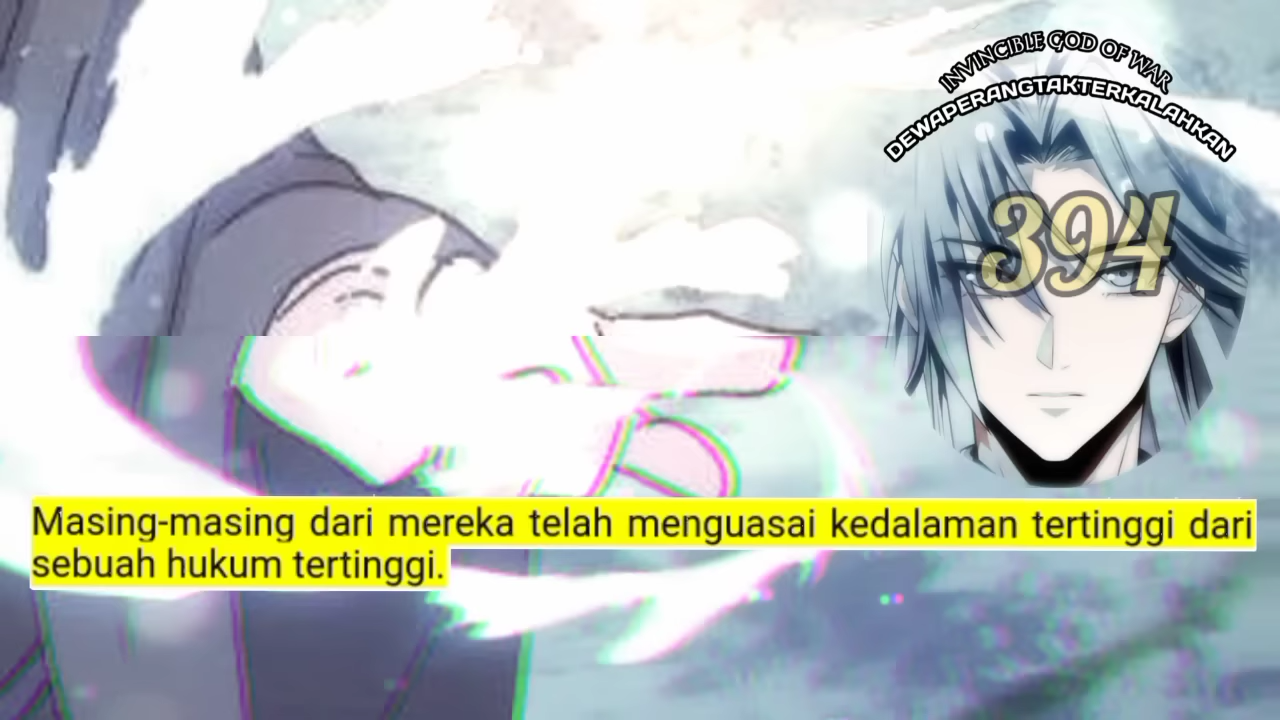 INVINCIBLE GOD OF WAR
DEWAPERANGTAKTERKALAHKAN
394
Masing-masing dari mereka telah menguasai kedalaman tertinggi dari
sebuah hukum tertinggi.